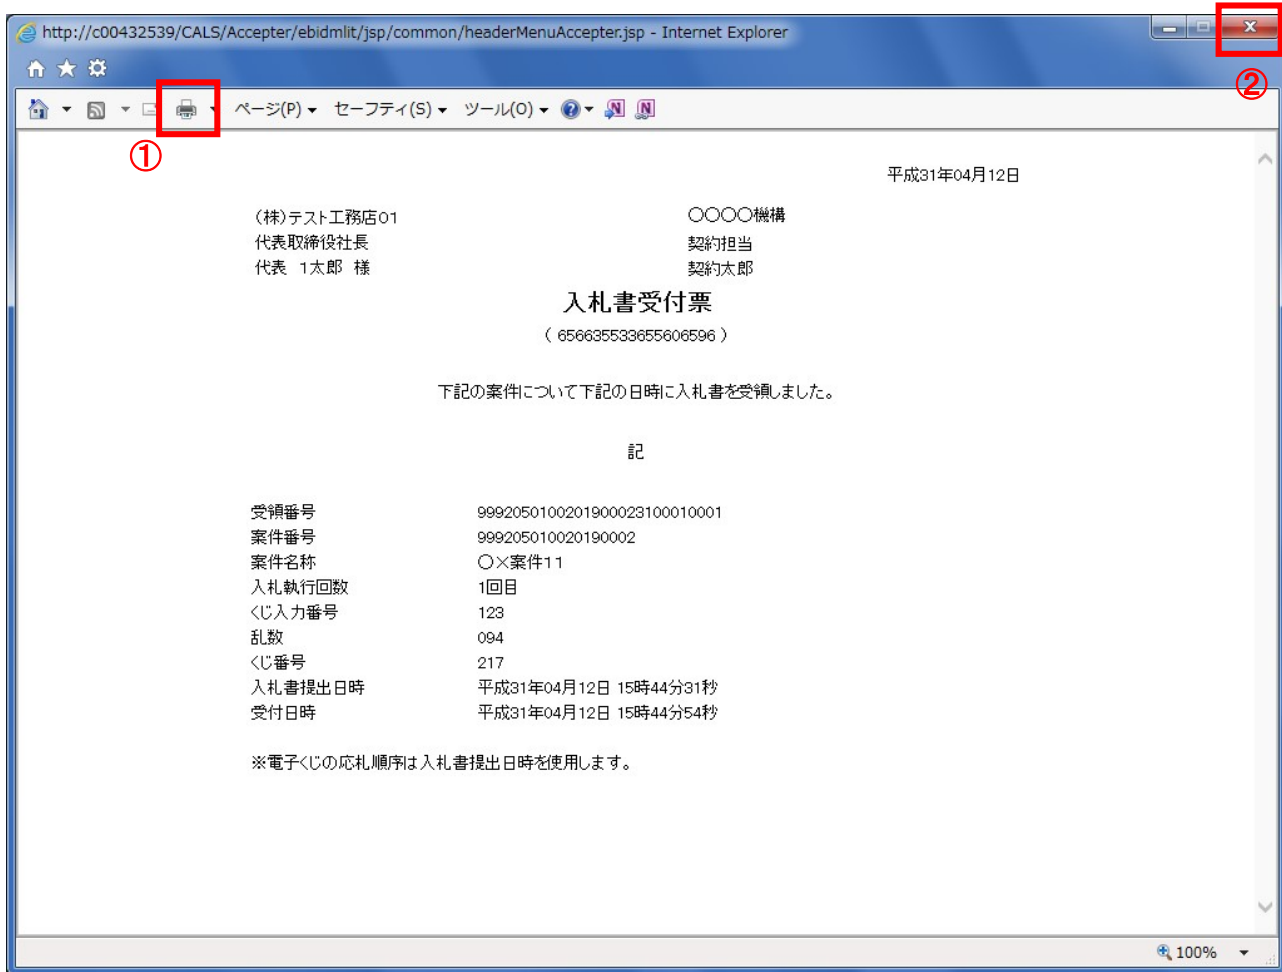 http://c00432539/CALS/Accepter/ebidmlit/jsp/common/headerMenuAccepter.jsp - Internet Explorer
②
ページ(P) セーフティ(S) ツール(O)
①
平成31年04月12日
(株)テスト工務店01 〇〇〇〇機構
代表取締役社長 契約担当
代表 1太郎 様 契約太郎
入札書受付票
( 656635533655606596 )
下記の案件について下記の日時に入札書を受領しました。
記
受領番号 9992050100201900023100010001
案件番号 999205010020190002
案件名称 〇×案件11
入札執行回数 1回目
くじ入力番号 123
乱数 094
くじ番号 217
入札書提出日時 平成31年04月12日 15時44分31秒
受付日時 平成31年04月12日 15時44分54秒
※電子くじの応札順序は入札書提出日時を使用します。
100%